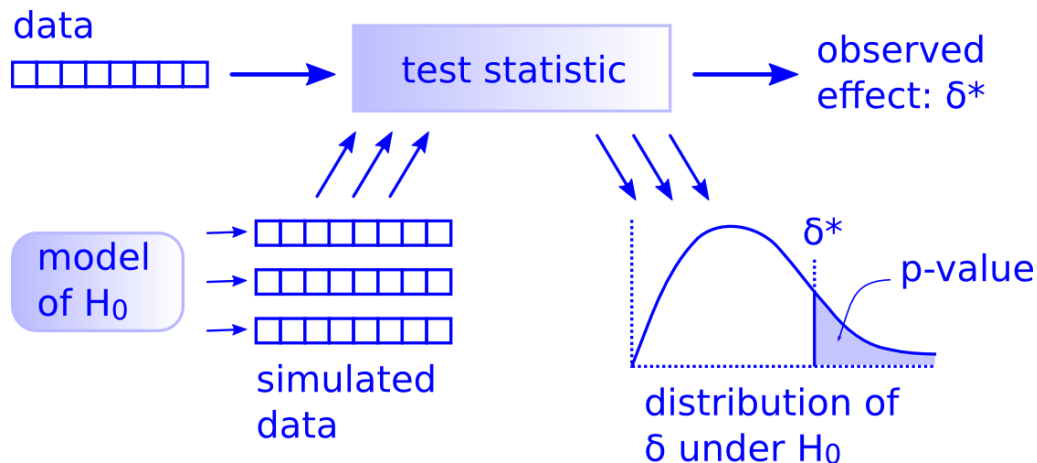 data
test statistic
observed
effect: δ*
model
of H₀
simulated
data
δ*
p-value
distribution of
δ under H₀